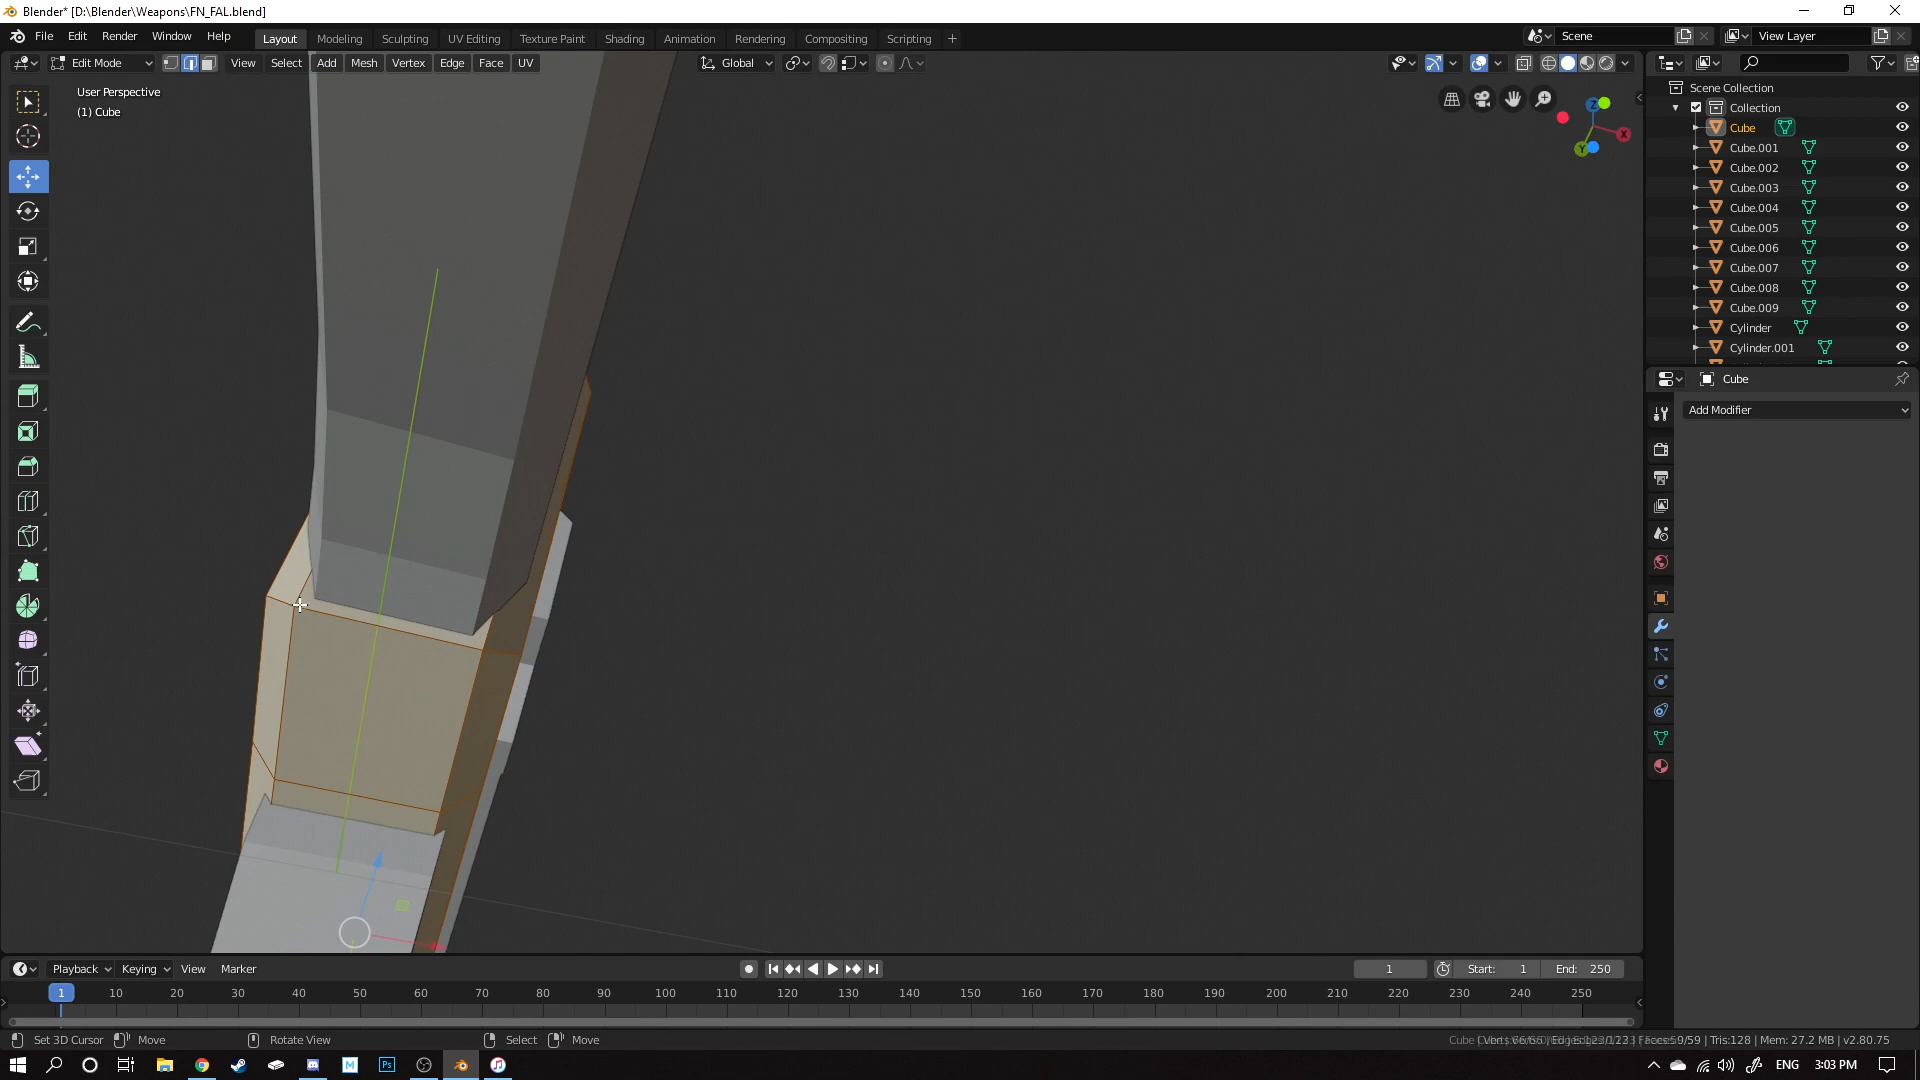 Blender* [D:\Blender\Weapons\FN_FAL.blend]
File Edit Render Window Help Layout Modeling Sculpting UV Editing Texture Paint Shading Animation Rendering Compositing Scripting + Scene View Layer
Edit Mode View Select Add Mesh Vertex Edge Face UV Global
User Perspective
(1) Cube
Z
X
Y
Scene Collection
Collection
Cube
Cube.001
Cube.002
Cube.003
Cube.004
Cube.005
Cube.006
Cube.007
Cube.008
Cube.009
Cylinder
Cylinder.001
Cube
Add Modifier
Playback Keying View Marker 1 Start: 1 End: 250
1 10 20 30 40 50 60 70 80 90 100 110 120 130 140 150 160 170 180 190 200 210 220 230 240 250
Set 3D Cursor Move Rotate View Select Move Tris:128 | Mem: 27.2 MB | v2.80.75
ENG 3:03 PM